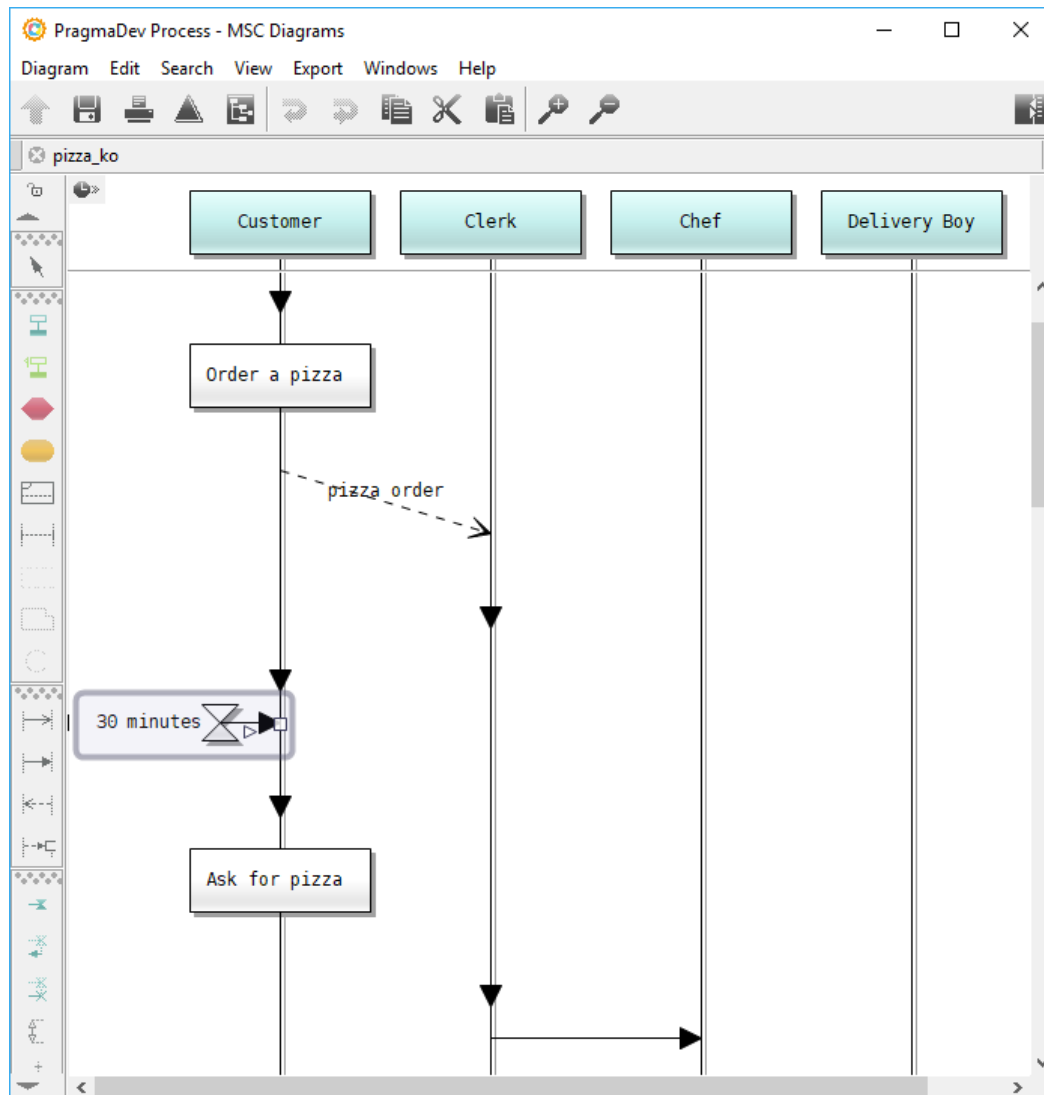 PragmaDev Process - MSC Diagrams
Diagram Edit Search View Export Windows Help
pizza_ko
Customer Clerk Chef Delivery Boy
Order a pizza
pizza order
30 minutes
Ask for pizza